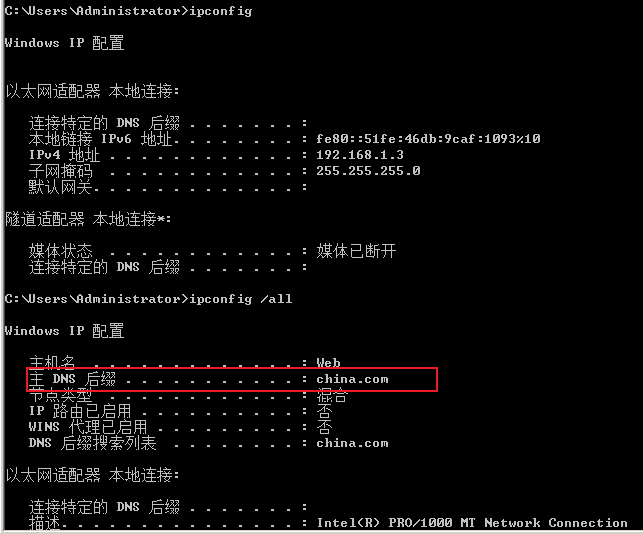 C:\Users\Administrator>ipconfig
Windows IP 配置
以太网适配器 本地连接:
连接特定的 DNS 后缀 . . . . . . . :
本地链接 IPv6 地址. . . . . . . . : fe80::51fe:46db:9caf:1093%10
IPv4 地址 . . . . . . . . . . . . : 192.168.1.3
子网掩码 . . . . . . . . . . . . : 255.255.255.0
默认网关. . . . . . . . . . . . . :
隧道适配器 本地连接*:
媒体状态 . . . . . . . . . . . . : 媒体已断开
连接特定的 DNS 后缀 . . . . . . . :
C:\Users\Administrator>ipconfig /all
Windows IP 配置
主机名 . . . . . . . . . . . . . : Web
主 DNS 后缀 . . . . . . . . . . . : china.com
节点类型 . . . . . . . . . . . . : 混合
IP 路由已启用 . . . . . . . . . . : 否
WINS 代理已启用 . . . . . . . . . : 否
DNS 后缀搜索列表 . . . . . . . . : china.com
以太网适配器 本地连接:
连接特定的 DNS 后缀 . . . . . . . :
描述. . . . . . . . . . . . . . . : Intel(R) PRO/1000 MT Network Connection